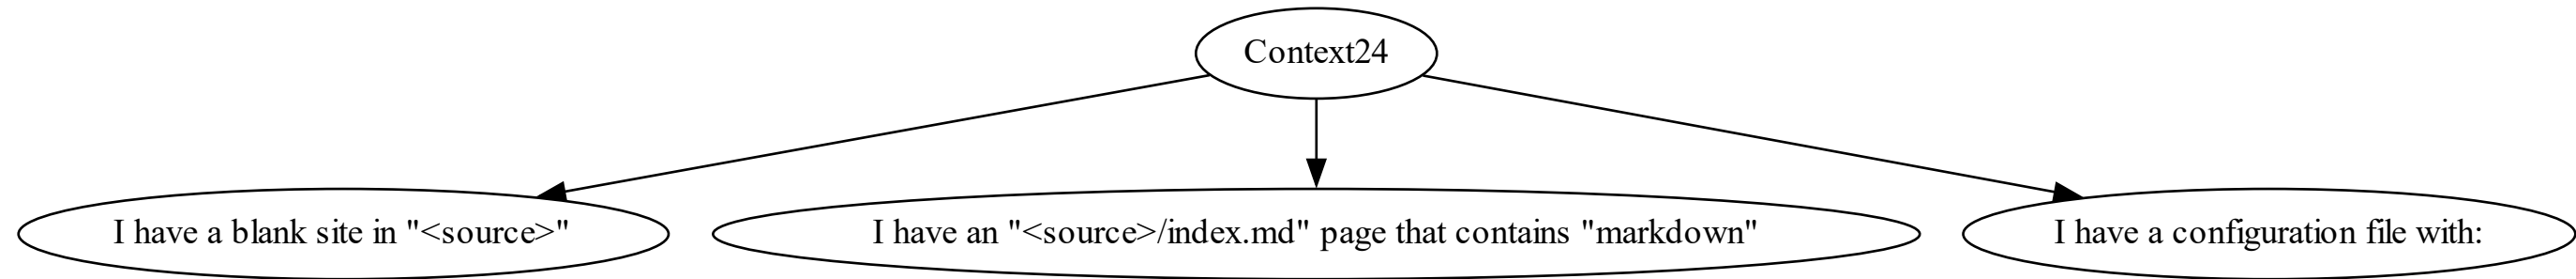 Context24
I have a blank site in "<source>"
I have an "<source>/index.md" page that contains "markdown"
I have a configuration file with: